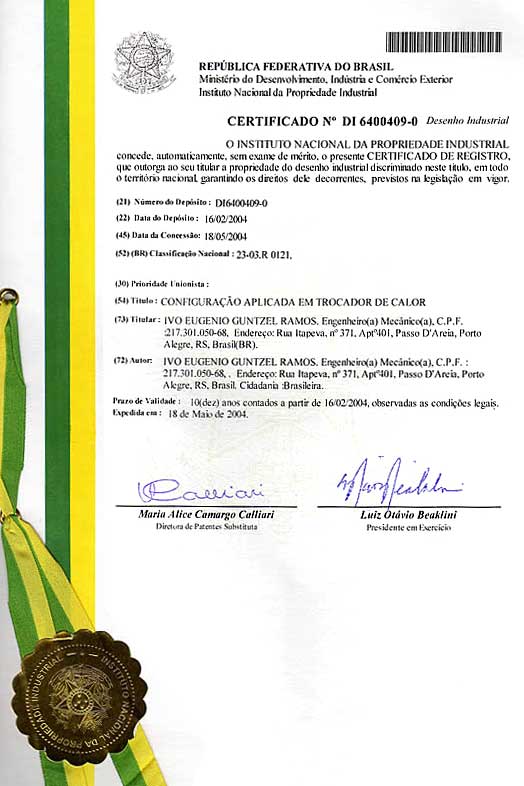 REPÚBLICA FEDERATIVA DO BRASIL
Ministério do Desenvolvimento, Indústria e Comércio Exterior
Instituto Nacional da Propriedade Industrial
CERTIFICADO Nº DI 6400409-0 Desenho Industrial
O INSTITUTO NACIONAL DA PROPRIEDADE INDUSTRIAL
concede, automaticamente, sem exame de mérito, o presente CERTIFICADO DE REGISTRO,
que outorga ao seu titular a propriedade do desenho industrial discriminado neste título, em todo
o território nacional, garantindo os direitos dele decorrentes, previstos na legislação em vigor.
(21) Número do Depósito : DI6400409-0
(22) Data do Depósito : 16/02/2004
(45) Data da Concessão: 18/05/2004
(52) (BR) Classificação Nacional : 23-03.R 0121,
(30) Prioridade Unionista :
(54) Título : CONFIGURAÇÃO APLICADA EM TROCADOR DE CALOR
(73) Titular : IVO EUGENIO GUNTZEL RAMOS, Engenheiro(a) Mecânico(a), C.P.F.
:217.301.050-68, Endereço: Rua Itapeva, nº 371, Aptº401, Passo D'Areia, Porto
Alegre, RS, Brasil(BR).
(72) Autor: IVO EUGENIO GUNTZEL RAMOS, Engenheiro(a) Mecânico(a), C.P.F. :
217.301.050-68, , Endereço: Rua Itapeva, nº 371, Aptº401, Passo D'Areia, Porto
Alegre, RS, Brasil. Cidadania :Brasileira.
Prazo de Validade : 10(dez) anos contados a partir de 16/02/2004, observadas as condições legais.
Expedida em : 18 de Maio de 2004.
Maria Alice Camargo Calliari
Diretora de Patentes Substituta
Luiz Otávio Beaklini
Presidente em Exercício
INSTITUTO NACIONAL DA PROPRIEDADE INDUSTRIAL